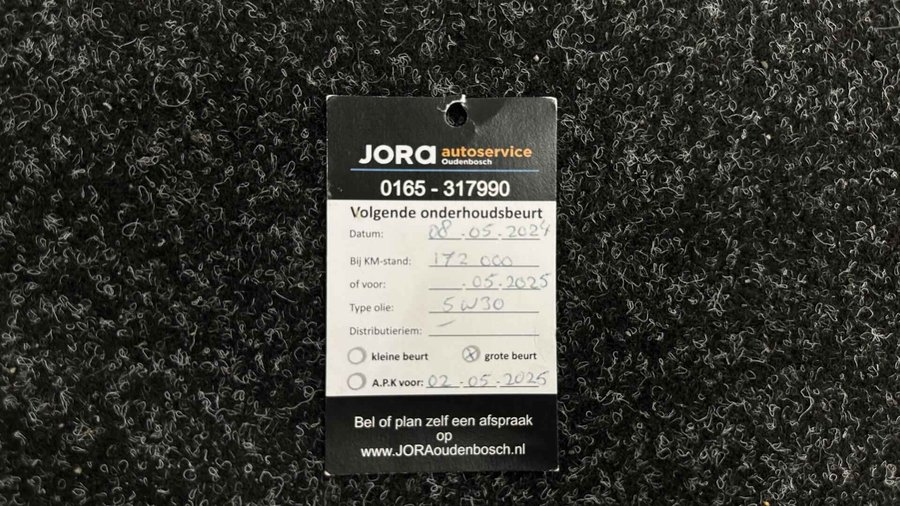 JORa autoservice
Oudenbosch
0165 - 317990
Volgende onderhoudsbeurt
Datum: 08.05.2024
Bij KM-stand: 172 000
of voor: .05.2025
Type olie: 5W30
Distributieriem: —
kleine beurt grote beurt
A.P.K voor: 02.05.2025
Bel of plan zelf een afspraak
op
www.JORAoudenbosch.nl